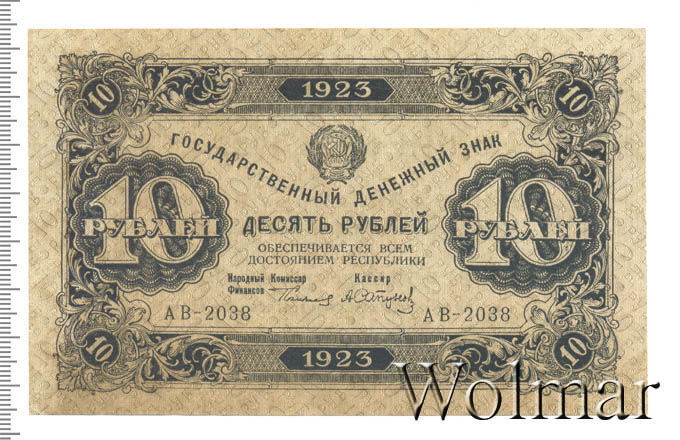 1923
10 10
ГОСУДАРСТВЕННЫЙ ДЕНЕЖНЫЙ ЗНАК
10 РУБЛЕЙ
10 РУБЛЕЙ
ДЕСЯТЬ РУБЛЕЙ
ОБЕСПЕЧИВАЕТСЯ ВСЕМ
ДОСТОЯНИЕМ РЕСПУБЛИКИ
Народный Комиссар Кассир
Финансов
АВ-2038 АВ-2038
10 10
1923
Wolmar